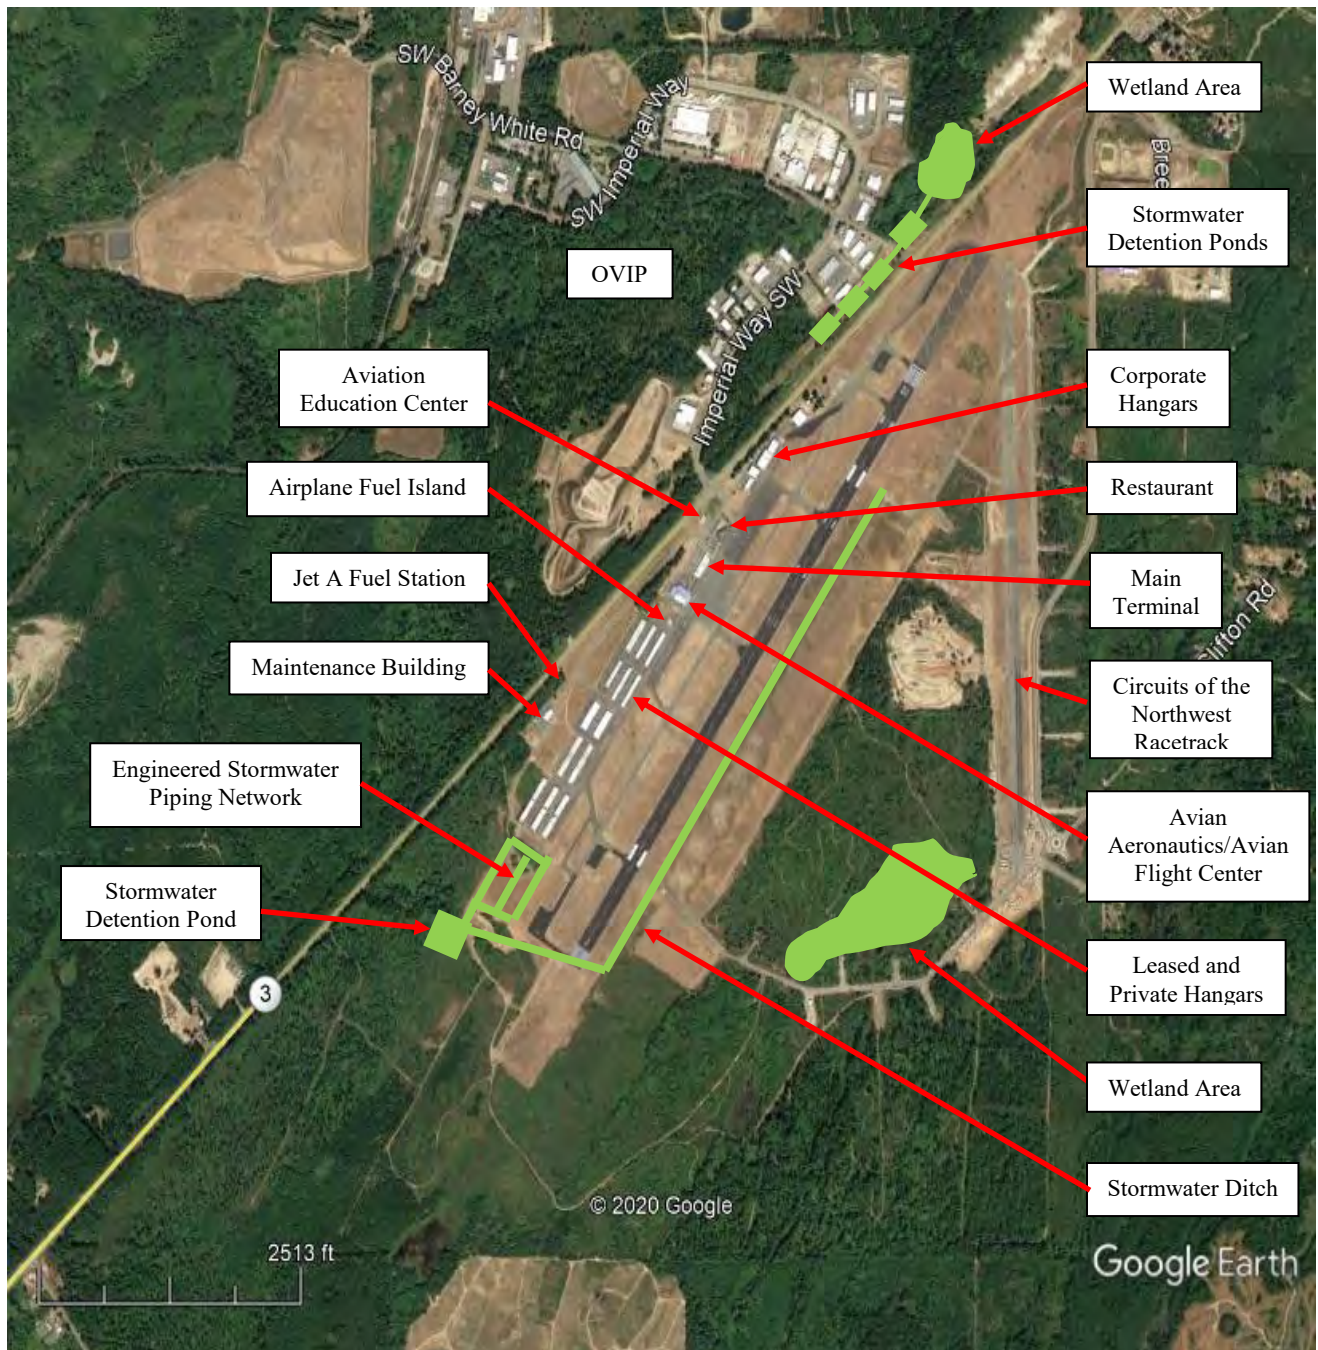 SW Barney White Rd
SW Imperial Way
Wetland Area
Bree
Stormwater
Detention Ponds
OVIP
Imperial Way SW
Aviation
Education Center
Corporate
Hangars
Airplane Fuel Island
Restaurant
Jet A Fuel Station
Main
Terminal
Clifton Rd
Maintenance Building
Circuits of the
Northwest
Racetrack
Engineered Stormwater
Piping Network
Avian
Aeronautics/Avian
Flight Center
Stormwater
Detention Pond
Leased and
Private Hangars
3
Wetland Area
Stormwater Ditch
© 2020 Google
2513 ft
Google Earth